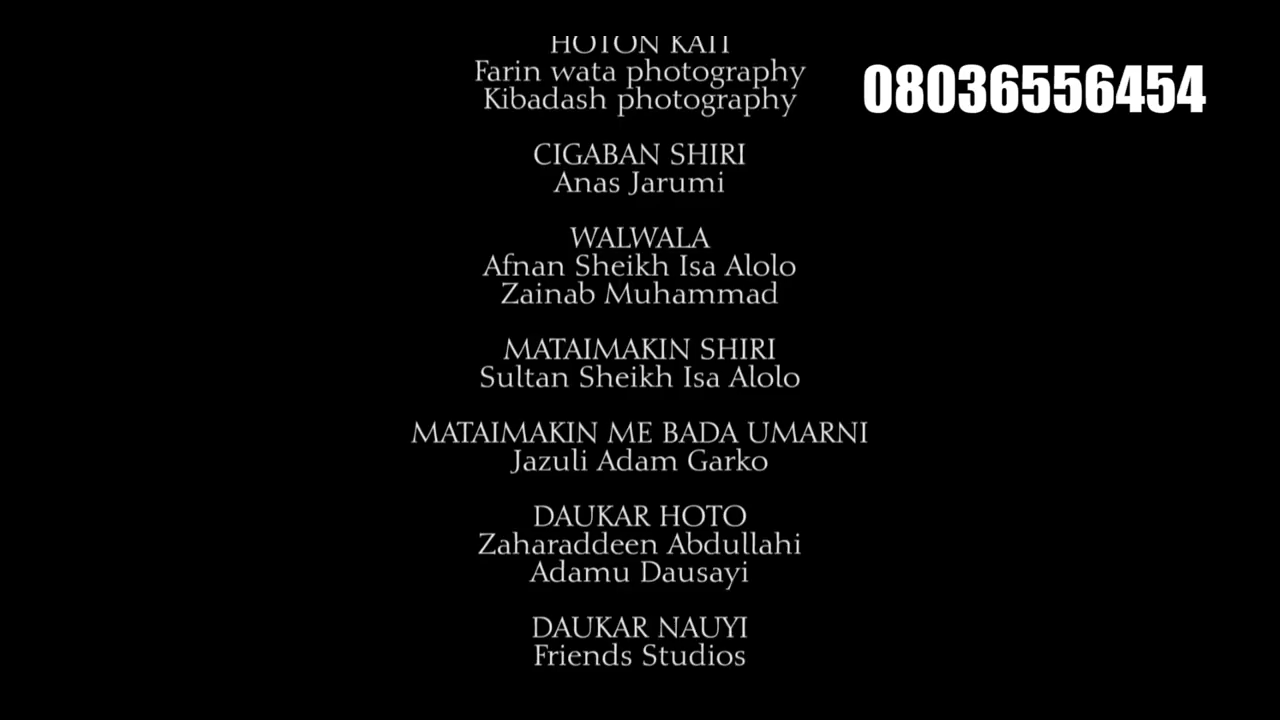 HOTON KATI
Farin wata photography
Kibadash photography
08036556454
CIGABAN SHIRI
Anas Jarumi
WALWALA
Afnan Sheikh Isa Alolo
Zainab Muhammad
MATAIMAKIN SHIRI
Sultan Sheikh Isa Alolo
MATAIMAKIN ME BADA UMARNI
Jazuli Adam Garko
DAUKAR HOTO
Zaharaddeen Abdullahi
Adamu Dausayi
DAUKAR NAUYI
Friends Studios